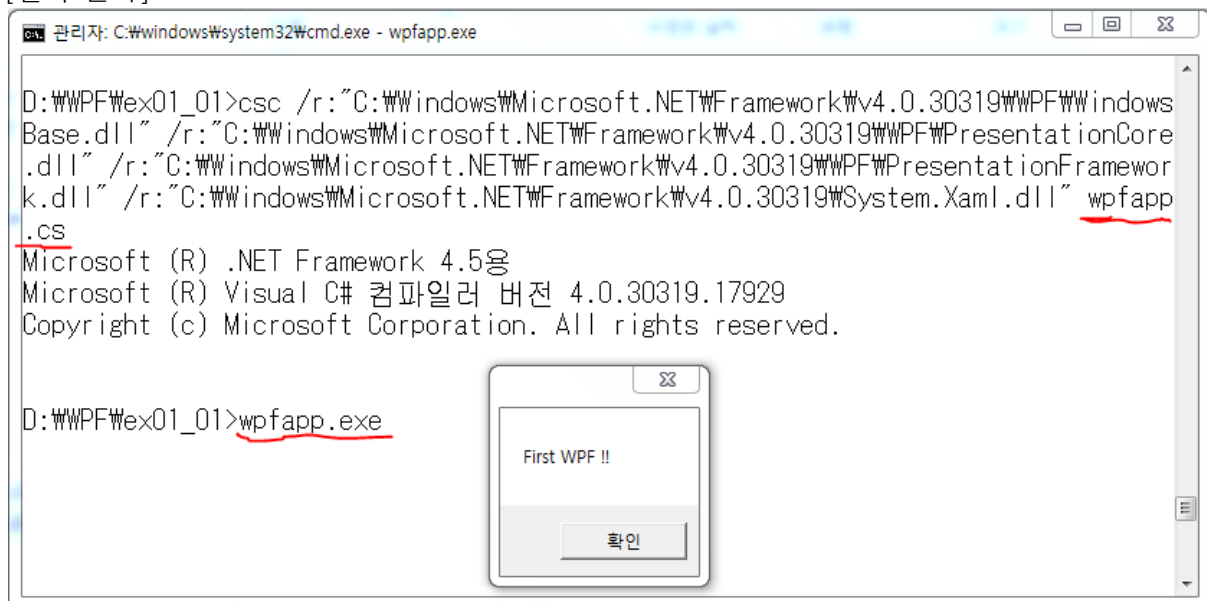 관리자: C:₩windows₩system32₩cmd.exe - wpfapp.exe
D:₩WPF₩ex01_01>csc /r:"C:₩Windows₩Microsoft.NET₩Framework₩v4.0.30319₩WPF₩Windows
Base.dll" /r:"C:₩Windows₩Microsoft.NET₩Framework₩v4.0.30319₩WPF₩PresentationCore
.dll" /r:"C:₩Windows₩Microsoft.NET₩Framework₩v4.0.30319₩WPF₩PresentationFramewor
k.dll" /r:"C:₩Windows₩Microsoft.NET₩Framework₩v4.0.30319₩System.Xaml.dll" wpfapp
.cs
Microsoft (R) .NET Framework 4.5용
Microsoft (R) Visual C# 컴파일러 버전 4.0.30319.17929
Copyright (c) Microsoft Corporation. All rights reserved.
D:₩WPF₩ex01_01>wpfapp.exe
First WPF !!
확인